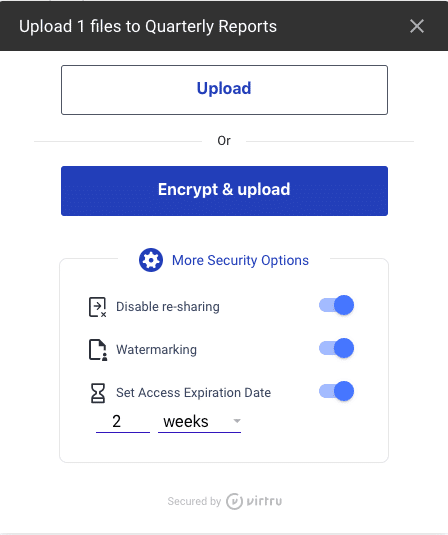 Upload 1 files to Quarterly Reports
Upload
Or
Encrypt & upload
More Security Options
Disable re-sharing
Watermarking
Set Access Expiration Date
2 weeks
Secured by virtru